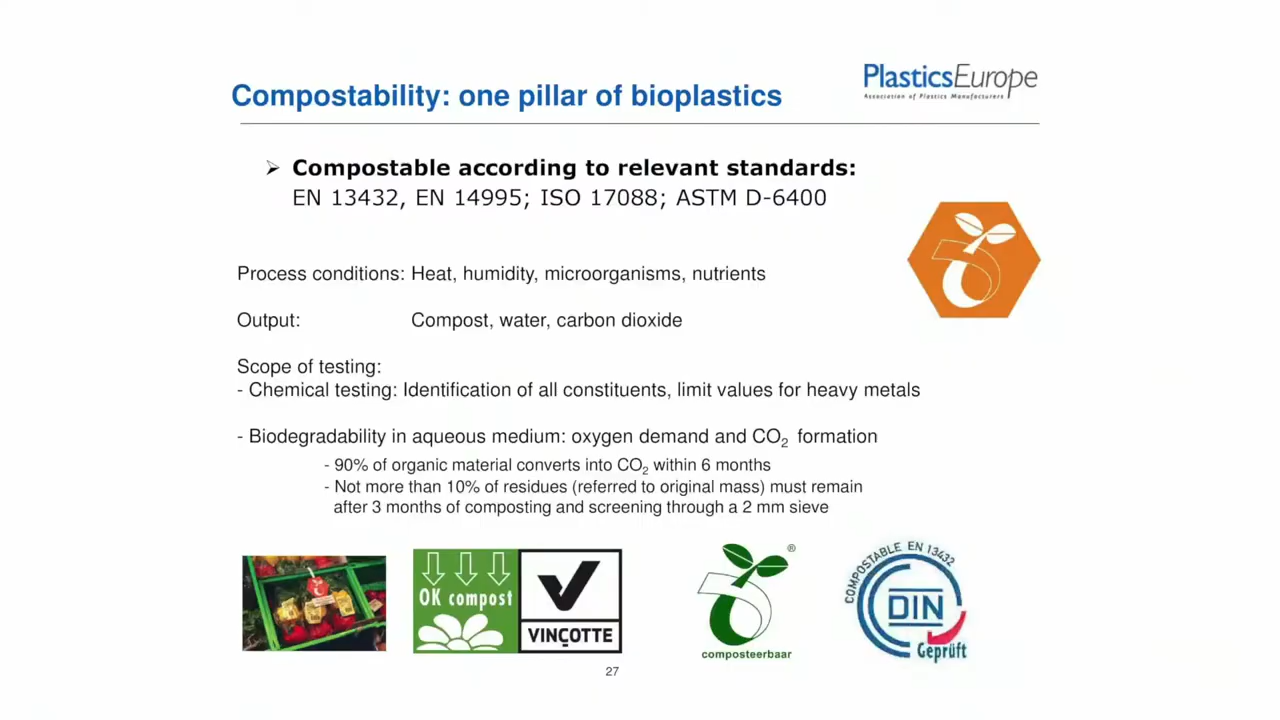 Compostability: one pillar of bioplastics
PlasticsEurope
Association of Plastics Manufacturers
➢ Compostable according to relevant standards:
EN 13432, EN 14995; ISO 17088; ASTM D-6400
Process conditions: Heat, humidity, microorganisms, nutrients
Output: Compost, water, carbon dioxide
Scope of testing:
- Chemical testing: Identification of all constituents, limit values for heavy metals
- Biodegradability in aqueous medium: oxygen demand and CO₂ formation
- 90% of organic material converts into CO₂ within 6 months
- Not more than 10% of residues (referred to original mass) must remain
after 3 months of composting and screening through a 2 mm sieve
OK compost
VINÇOTTE
®
composteerbaar
COMPOSTABLE EN 13432
DIN
Geprüft
27